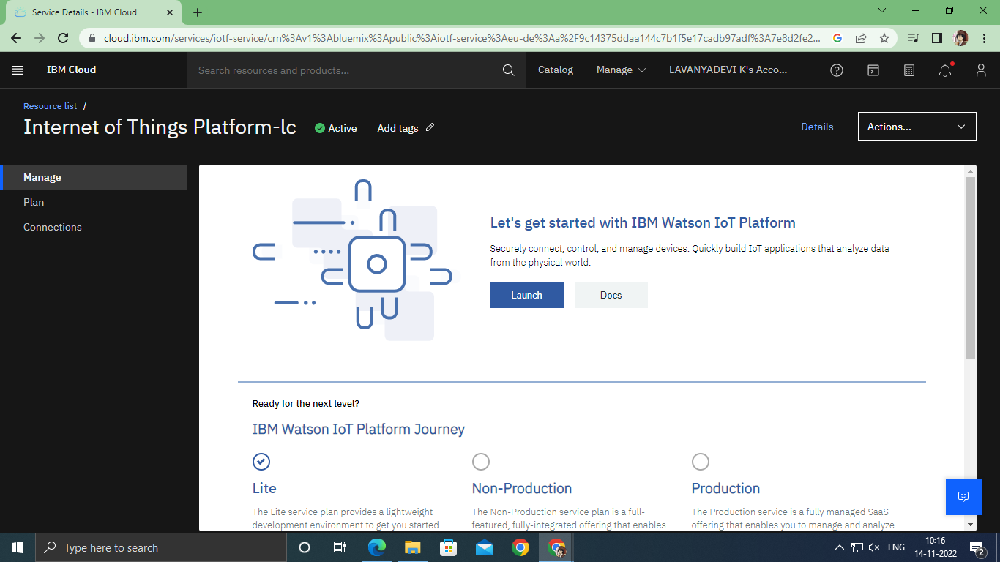 Service Details - IBM Cloud
cloud.ibm.com/services/iotf-service/crn%3Av1%3Abluemix%3Apublic%3Aiotf-service%3Aeu-de%3Aa%2F9c14375ddaa144c7b1f5e17cadb97adf%3A7e8d2fe2...
IBM Cloud
Search resources and products...
Catalog
Manage
LAVANYADEVI K's Acco...
Resource list /
Internet of Things Platform-lc
Active
Add tags
Details
Actions...
Manage
Plan
Connections
Let's get started with IBM Watson IoT Platform
Securely connect, control, and manage devices. Quickly build IoT applications that analyze data
from the physical world.
Launch
Docs
Ready for the next level?
IBM Watson IoT Platform Journey
Lite
The Lite service plan provides a lightweight
development environment to get you started
Non-Production
The Non-Production service plan is a full-
featured, fully-integrated offering that enables
Production
The Production service is a fully managed SaaS
offering that enables you to manage and analyze
Type here to search
ENG
10:16
14-11-2022
2